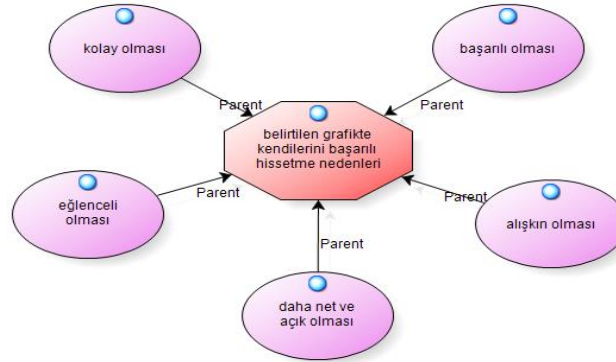 kolay olması
başarılı olması
Parent
Parent
belirtilen grafikte
kendilerini başarılı
hissetme nedenleri
Parent
Parent
eğlenceli
olması
alışkın olması
Parent
daha net ve
açık olması